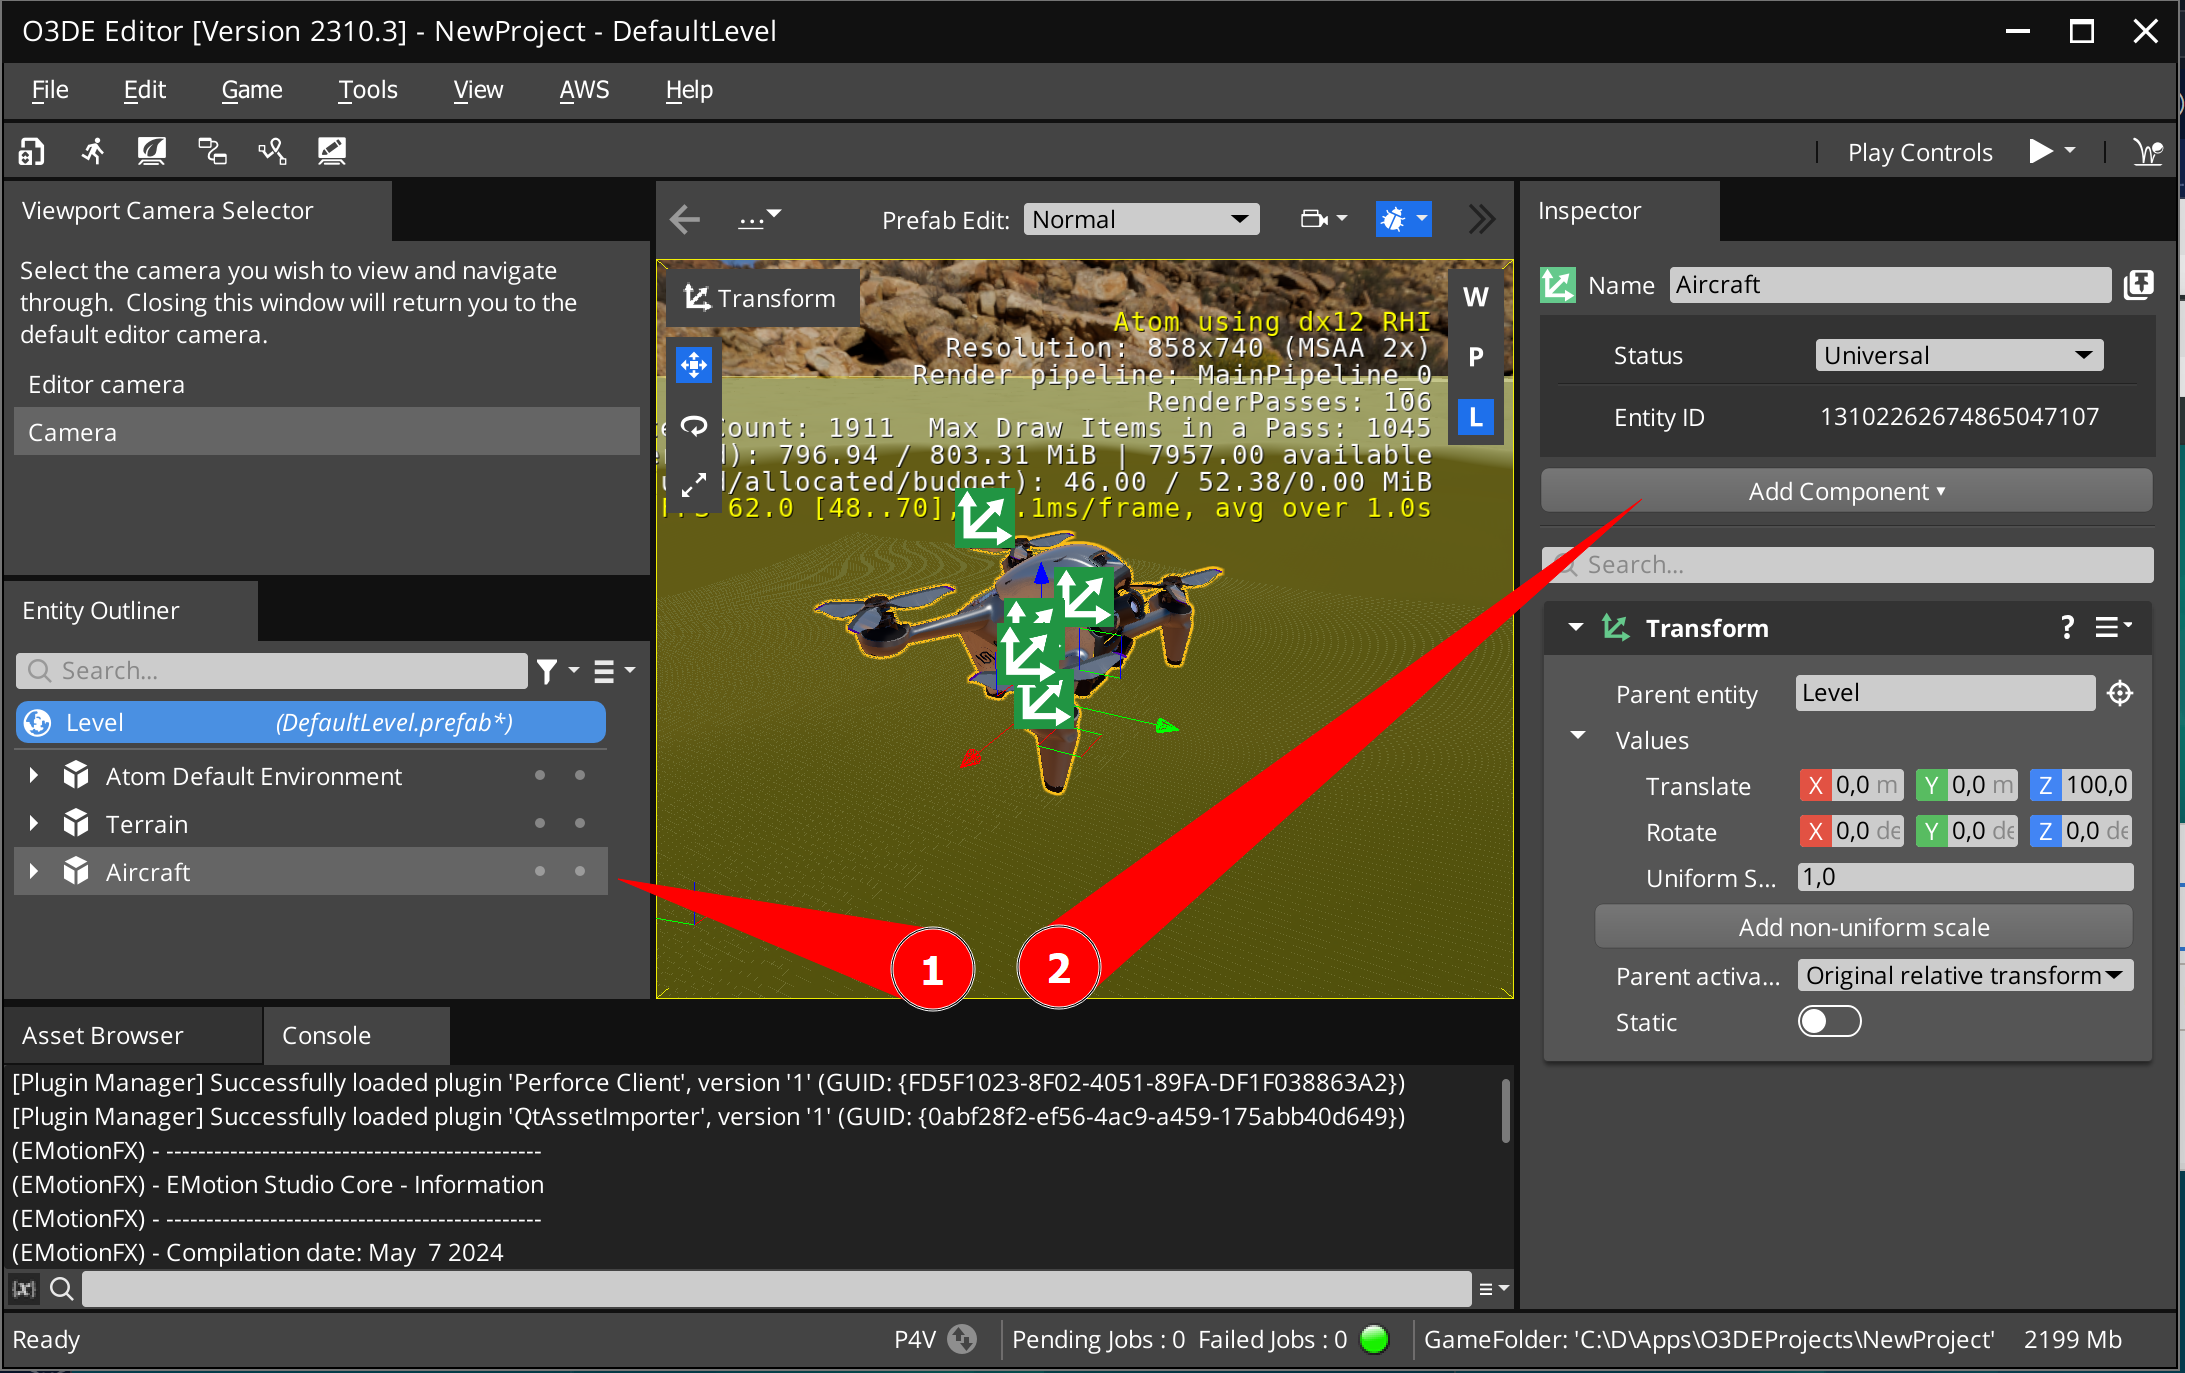 O3DE Editor [Version 2310.3] - NewProject - DefaultLevel
File Edit Game Tools View AWS Help
Play Controls
Viewport Camera Selector
Select the camera you wish to view and navigate
through. Closing this window will return you to the
default editor camera.
Editor camera
Camera
Entity Outliner
Search...
Level (DefaultLevel.prefab*)
Atom Default Environment
Terrain
Aircraft
Prefab Edit: Normal
Transform
W
P
L
Atom using dx12 RHI
Resolution: 858x740 (MSAA 2x)
Render pipeline: MainPipeline_0
RenderPasses: 106
Count: 1911 Max Draw Items in a Pass: 1045
796.94 / 803.31 MiB | 7957.00 available
/allocated/budget): 46.00 / 52.38/0.00 MiB
62.0 [48..70], .1ms/frame, avg over 1.0s
1
2
Inspector
Name Aircraft
Status Universal
Entity ID 13102262674865047107
Add Component
Search...
Transform ?
Parent entity Level
Values
Translate X 0,0 m Y 0,0 m Z 100,0
Rotate X 0,0 de Y 0,0 de Z 0,0 de
Uniform S... 1,0
Add non-uniform scale
Parent activa... Original relative transform
Static
Asset Browser Console
[Plugin Manager] Successfully loaded plugin 'Perforce Client', version '1' (GUID: {FD5F1023-8F02-4051-89FA-DF1F038863A2})
[Plugin Manager] Successfully loaded plugin 'QtAssetImporter', version '1' (GUID: {0abf28f2-ef56-4ac9-a459-175abb40d649})
(EMotionFX) - -----------------------------------------------
(EMotionFX) - EMotion Studio Core - Information
(EMotionFX) - -----------------------------------------------
(EMotionFX) - Compilation date: May 7 2024
Ready P4V Pending Jobs : 0 Failed Jobs : 0 GameFolder: 'C:\D\Apps\O3DEProjects\NewProject' 2199 Mb